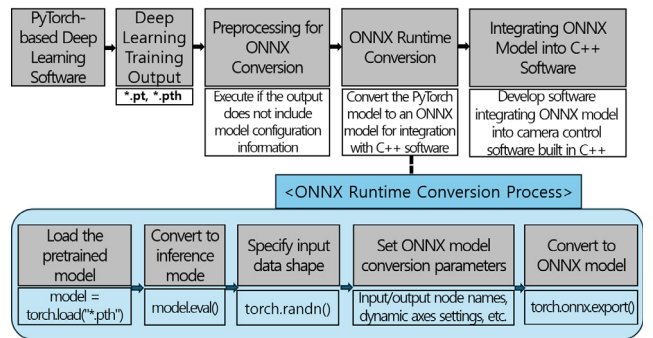 PyTorch-
based Deep
Learning
Software
Deep
Learning
Training
Output
*.pt, *.pth
Preprocessing for
ONNX
Conversion
Execute if the output
does not include
model configuration
information
ONNX Runtime
Conversion
Convert the PyTorch
model to an ONNX
model for integration
with C++ software
Integrating ONNX
Model into C++
Software
Develop software
integrating ONNX model
into camera control
software built in C++
<ONNX Runtime Conversion Process>
Load the
pretrained
model
model =
torch.load("*.pth")
Convert to
inference
mode
model.eval()
Specify input
data shape
torch.randn()
Set ONNX model
conversion parameters
Input/output node names,
dynamic axes settings, etc.
Convert to
ONNX model
torch.onnx.export()